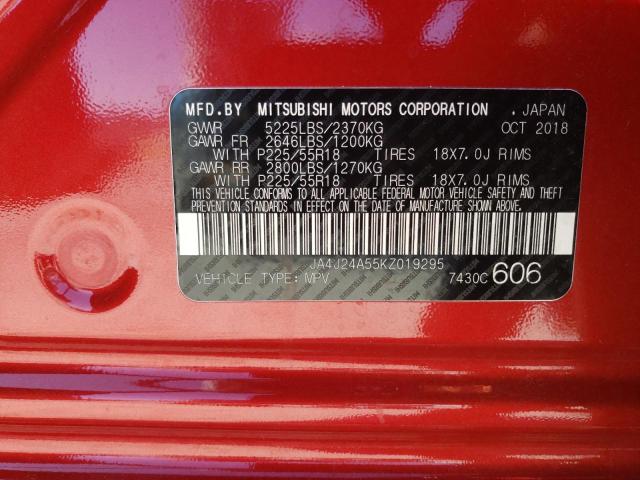 MFD.BY MITSUBISHI MOTORS CORPORATION . JAPAN
GVWR 5225LBS/2370KG OCT 2018
GAWR FR 2646LBS/1200KG
WITH P225/55R18 TIRES 18X7.0J RIMS
GAWR RR 2800LBS/1270KG
WITH P225/55R18 TIRES 18X7.0J RIMS
THIS VEHICLE CONFORMS TO ALL APPLICABLE FEDERAL MOTOR VEHICLE SAFETY AND THEFT
PREVENTION STANDARDS IN EFFECT ON THE DATE OF MANUFACTURE SHOWN ABOVE.
JA4J24A55KZ019295
VEHICLE TYPE: MPV 7430C 606